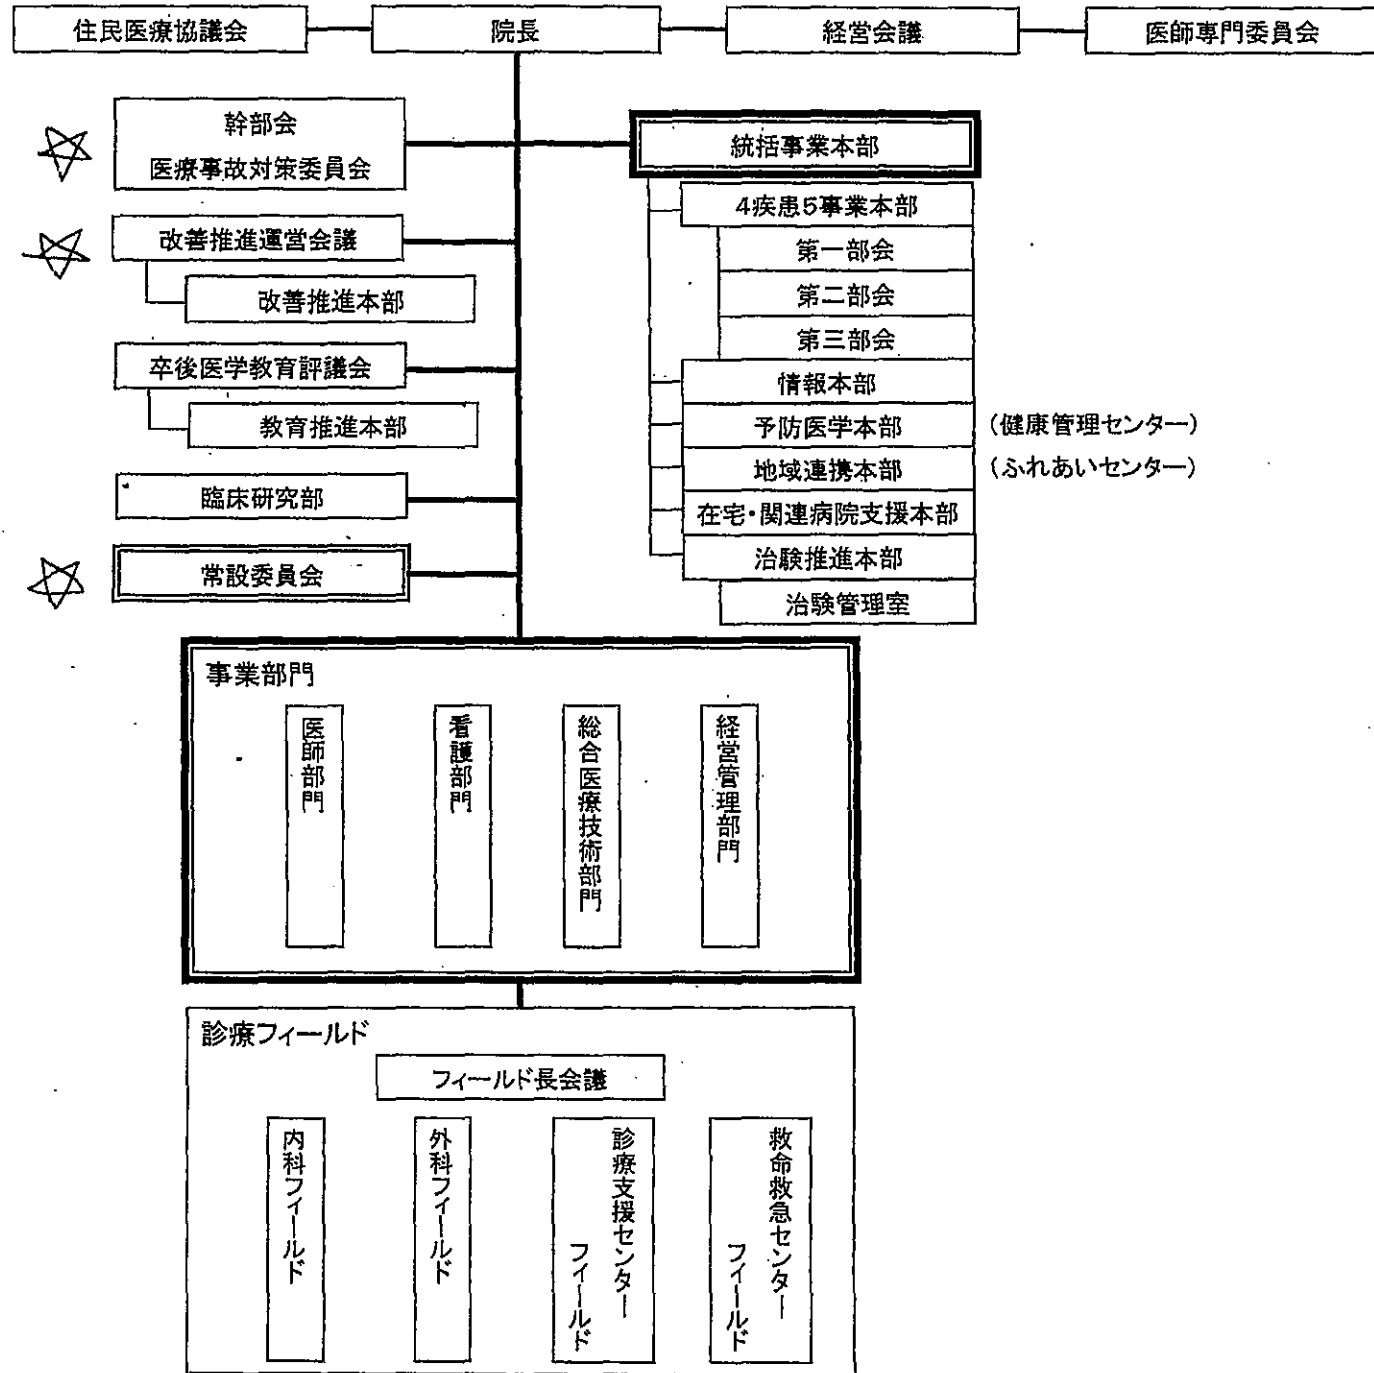 住民医療協議会
院長
経営会議
医師専門委員会
幹部会
医療事故対策委員会
改善推進運営会議
改善推進本部
卒後医学教育評議会
教育推進本部
臨床研究部
常設委員会
統括事業本部
4疾患5事業本部
第一部会
第二部会
第三部会
情報本部
予防医学本部
(健康管理センター)
地域連携本部
(ふれあいセンター)
在宅・関連病院支援本部
治験推進本部
治験管理室
事業部門
医師部門
看護部門
総合医療技術部門
経営管理部門
診療フィールド
フィールド長会議
内科フィールド
外科フィールド
診療支援センター
フィールド
救命救急センター
フィールド